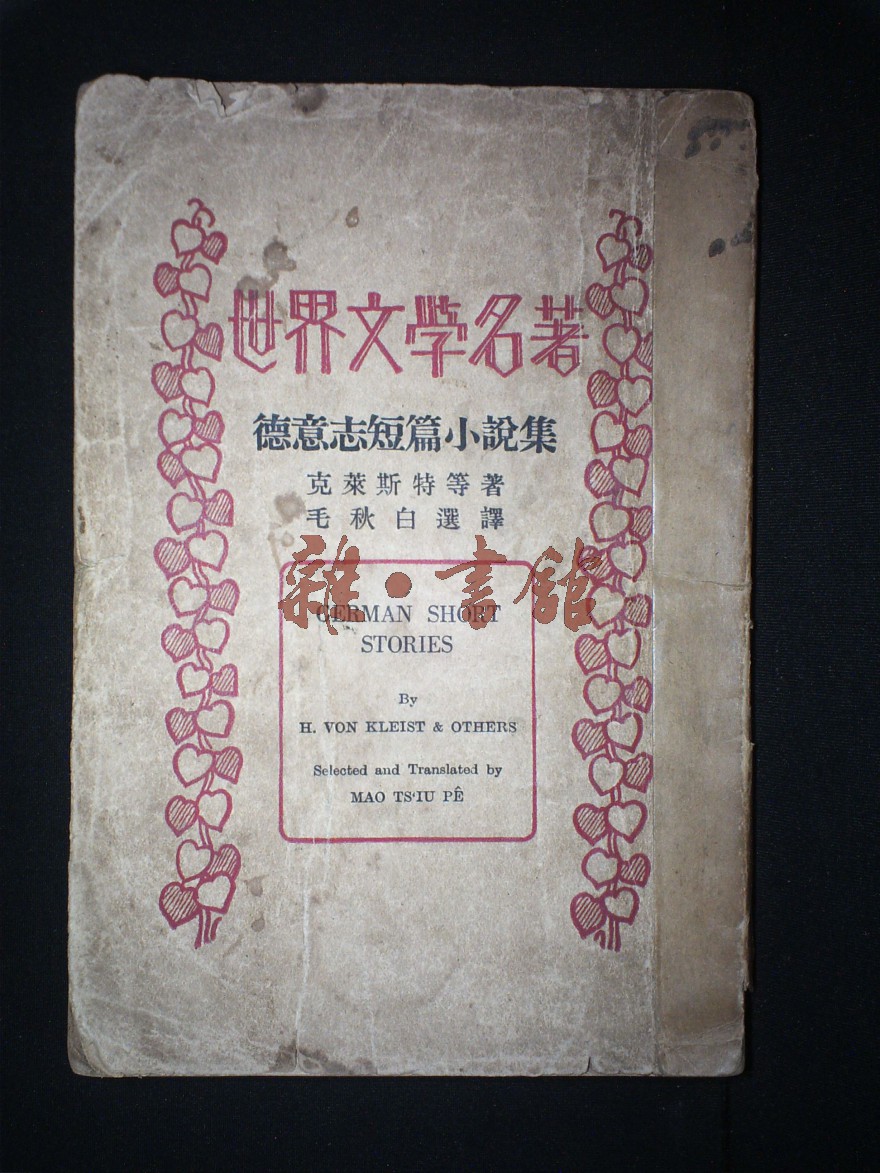 世界文學名著
德意志短篇小說集
克萊斯特等著
毛秋白選譯
雜·書館
GERMAN SHORT
STORIES
By
H. VON KLEIST & OTHERS
Selected and Translated by
MAO TS‘IU PÊ